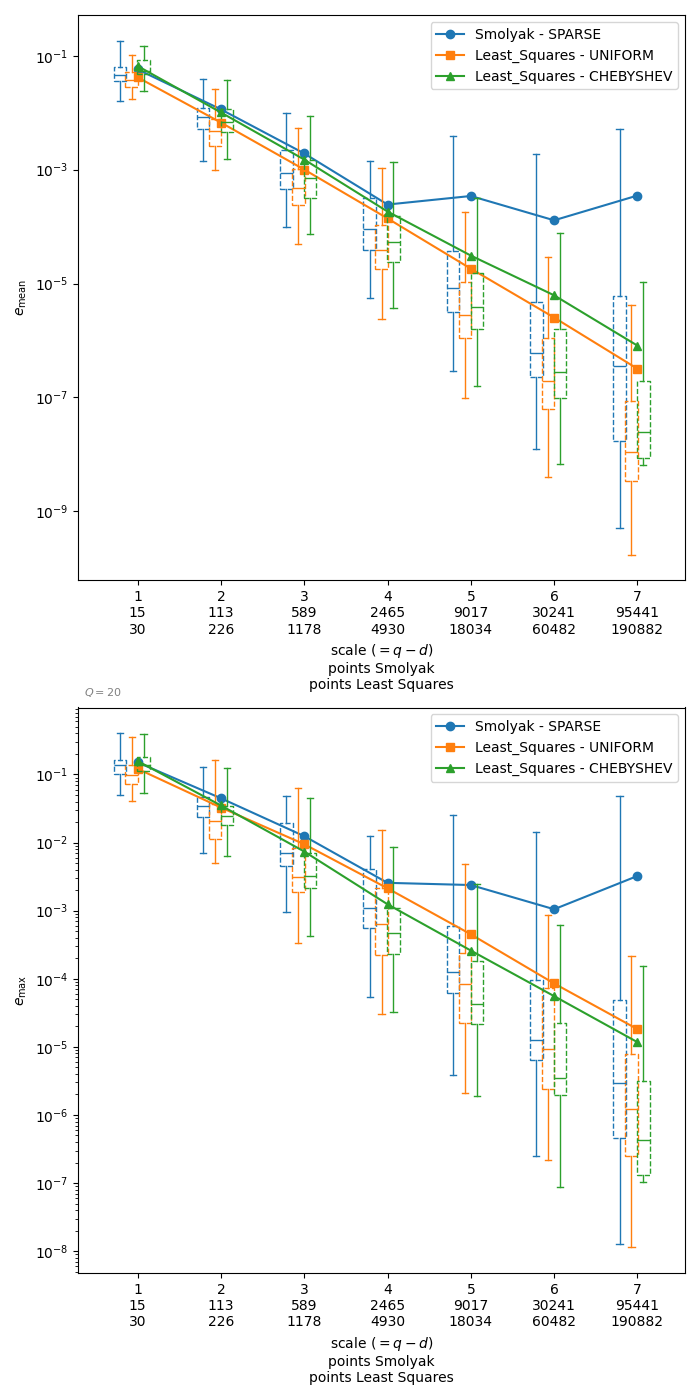 Smolyak - SPARSE
Least_Squares - UNIFORM
Least_Squares - CHEBYSHEV
10⁻¹
10⁻³
10⁻⁵
10⁻⁷
10⁻⁹
e_mean
1 2 3 4 5 6 7
15 113 589 2465 9017 30241 95441
30 226 1178 4930 18034 60482 190882
scale (= q − d)
points Smolyak
points Least Squares
Q = 20
Smolyak - SPARSE
Least_Squares - UNIFORM
Least_Squares - CHEBYSHEV
10⁻¹
10⁻²
10⁻³
10⁻⁴
10⁻⁵
10⁻⁶
10⁻⁷
10⁻⁸
e_max
1 2 3 4 5 6 7
15 113 589 2465 9017 30241 95441
30 226 1178 4930 18034 60482 190882
scale (= q − d)
points Smolyak
points Least Squares